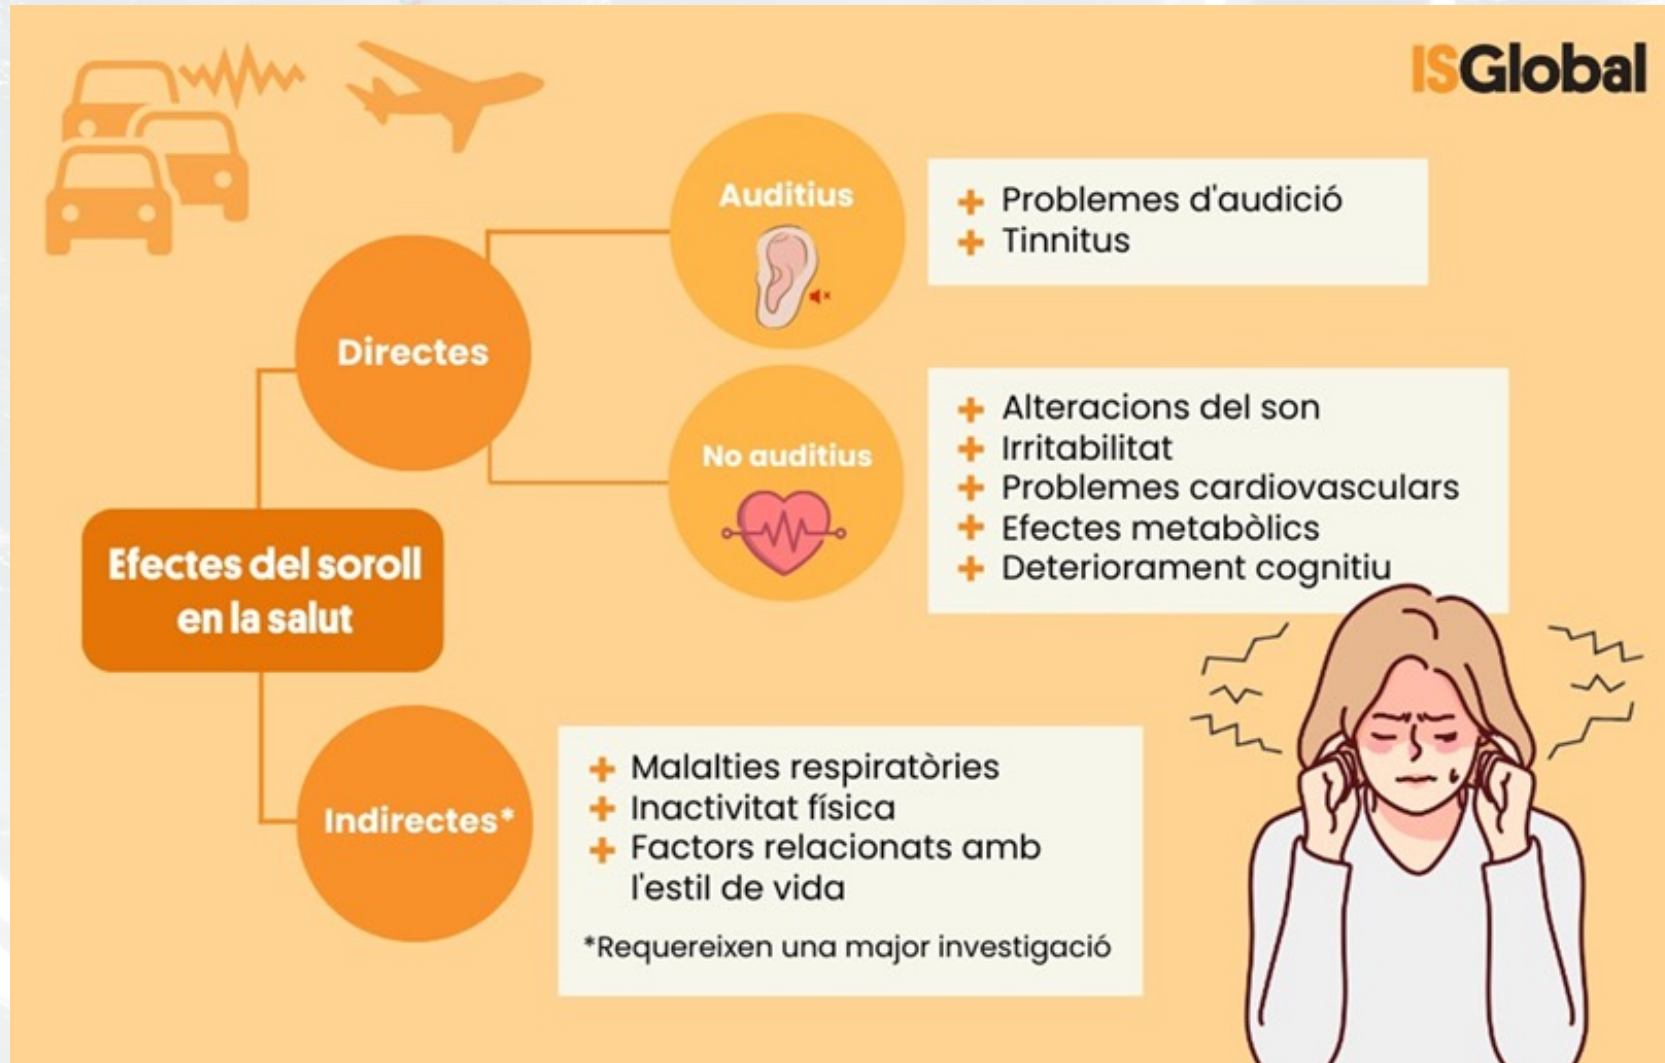 ISGlobal
Auditius
Problemes d'audició
Tinnitus
Directes
No auditius
Alteracions del son
Irritabilitat
Problemes cardiovasculars
Efectes metabòlics
Deteriorament cognitiu
Efectes del soroll
en la salut
Indirectes*
Malalties respiratòries
Inactivitat física
Factors relacionats amb
l'estil de vida
*Requereixen una major investigació